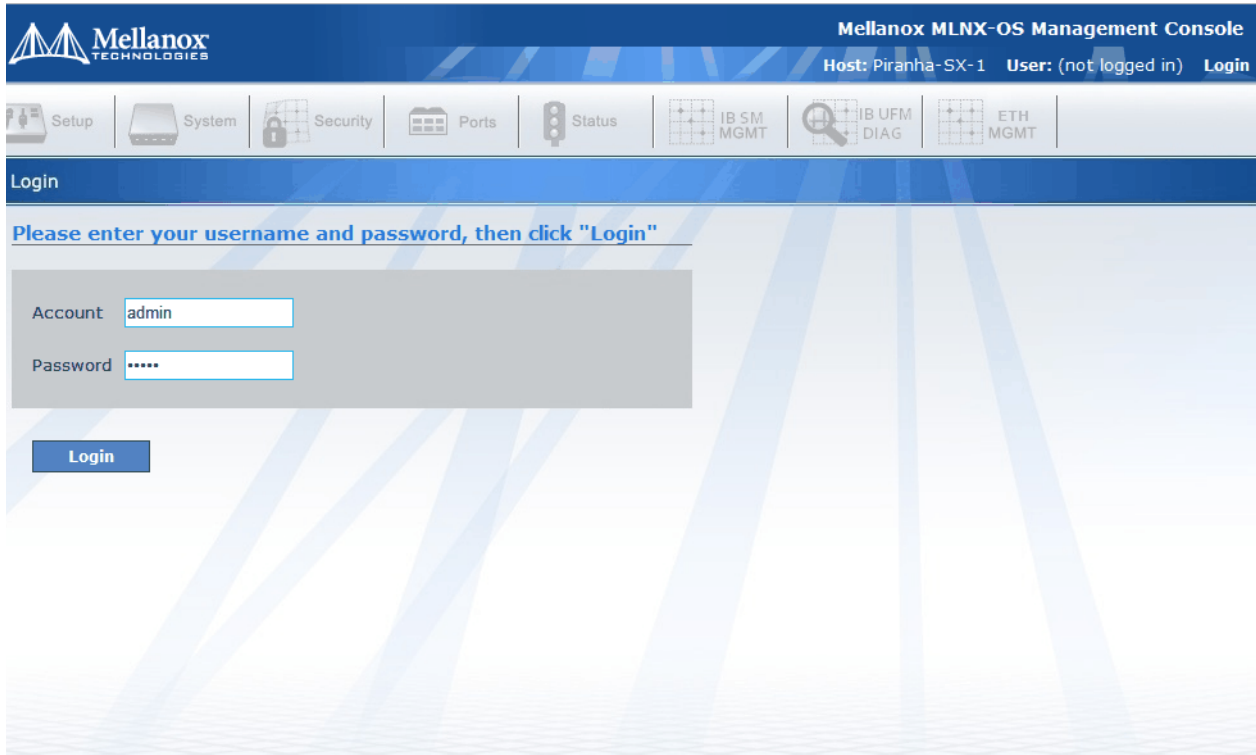 Mellanox
TECHNOLOGIES
Mellanox MLNX-OS Management Console
Host: Piranha-SX-1 User: (not logged in) Login
Setup
System
Security
Ports
Status
IB SM
MGMT
IB UFM
DIAG
ETH
MGMT
Login
Please enter your username and password, then click "Login"
Account admin
Password •••••
Login